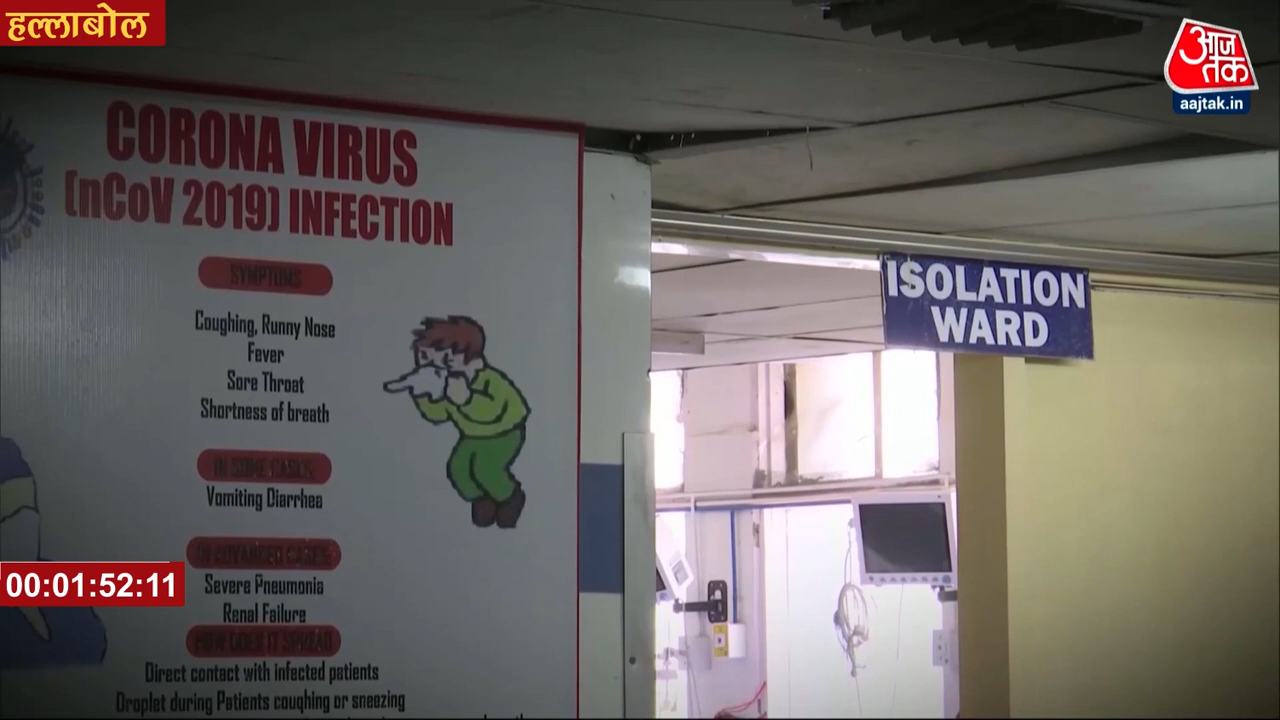 हल्लाबोल
आज
तक
aajtak.in
CORONA VIRUS
(nCoV 2019) INFECTION
SYMPTOMS
Coughing, Runny Nose
Fever
Sore Throat
Shortness of breath
IN SOME CASES:
Vomiting Diarrhea
IN ADVANCED CASES:
Severe Pneumonia
Renal Failure
HOW DOES IT SPREAD
Direct contact with infected patients
Droplet during Patients coughing or sneezing
ISOLATION
WARD
00:01:52:11